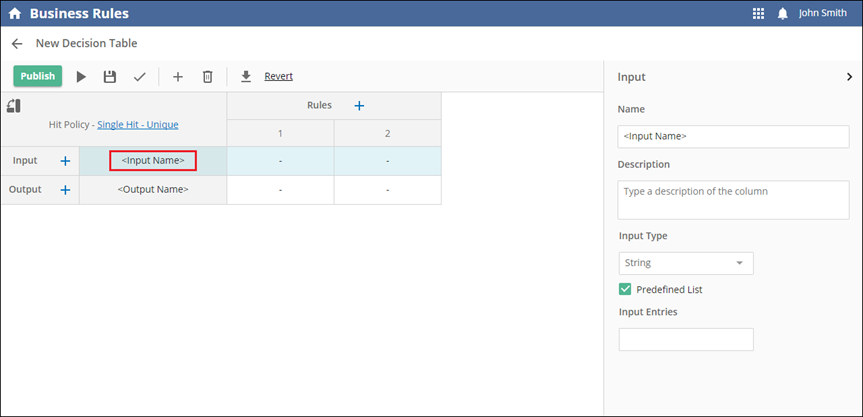 Business Rules
John Smith
New Decision Table
Publish
Revert
Hit Policy - Single Hit - Unique
Rules
1 2
Input <Input Name> - -
Output <Output Name> - -
Input
Name
<Input Name>
Description
Type a description of the column
Input Type
String
Predefined List
Input Entries